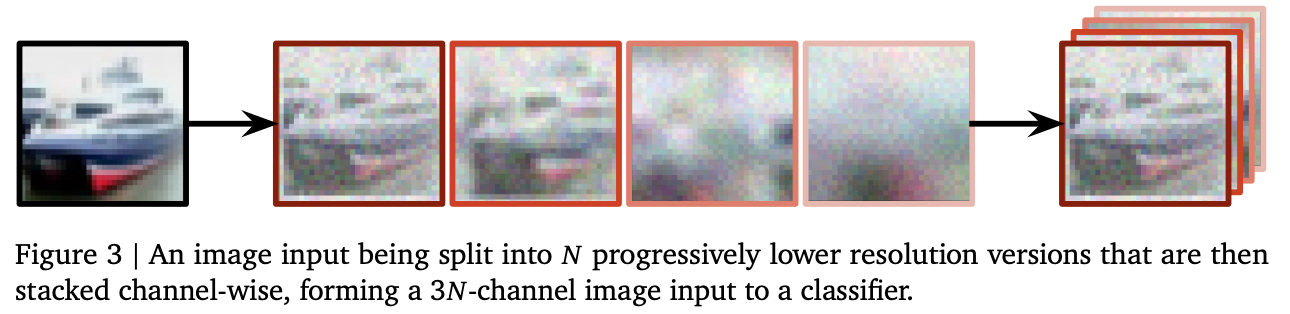 Figure 3 | An image input being split into N progressively lower resolution versions that are then
stacked channel-wise, forming a 3N-channel image input to a classifier.